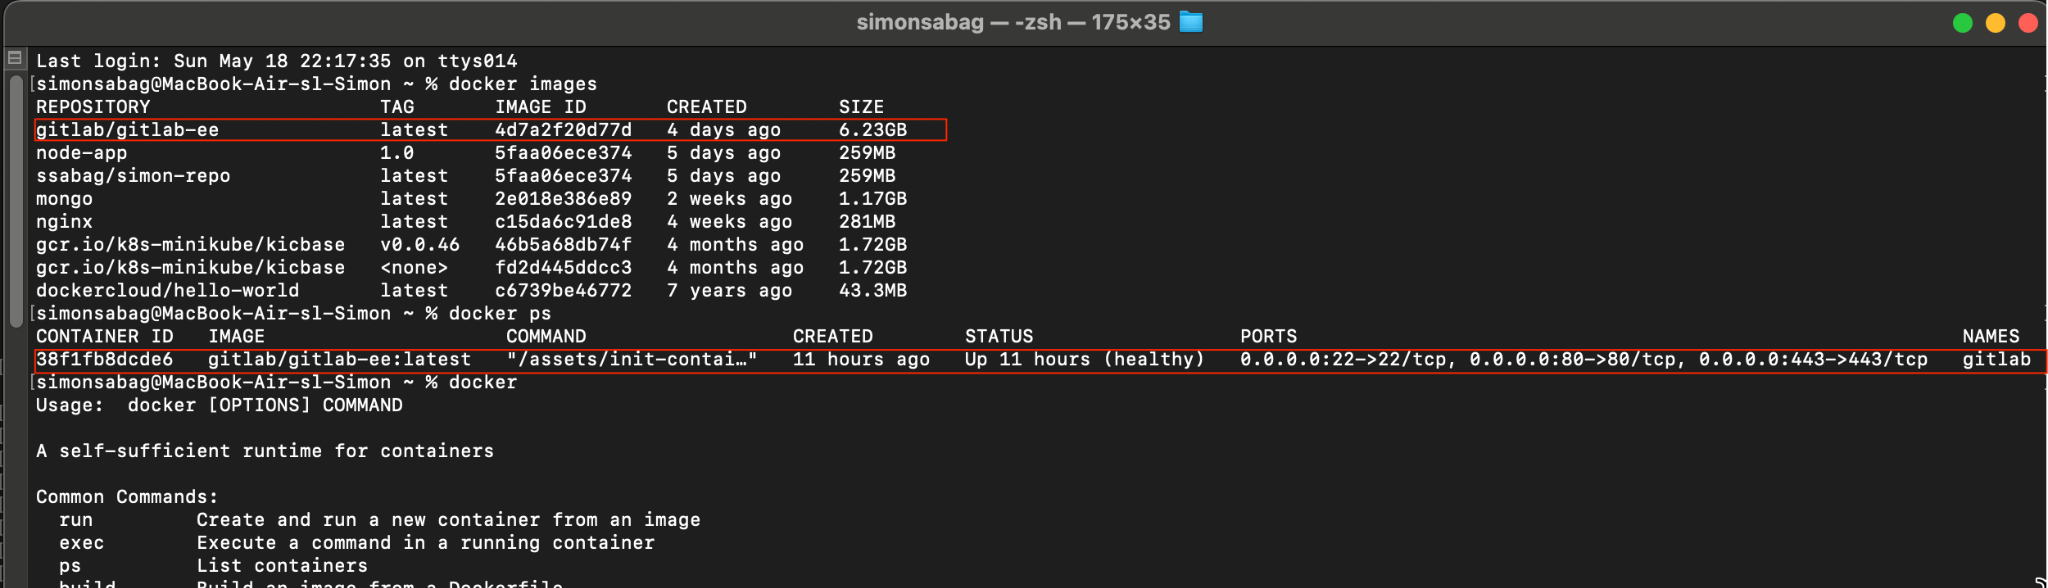 simonsabag — -zsh — 175×35
Last login: Sun May 18 22:17:35 on ttys014
[simonsabag@MacBook-Air-sl-Simon ~ % docker images
REPOSITORY                    TAG       IMAGE ID       CREATED        SIZE
gitlab/gitlab-ee              latest    4d7a2f20d77d   4 days ago     6.23GB
node-app                      1.0       5faa06ece374   5 days ago     259MB
ssabag/simon-repo             latest    5faa06ece374   5 days ago     259MB
mongo                         latest    2e018e386e89   2 weeks ago    1.17GB
nginx                         latest    c15da6c91de8   4 weeks ago    281MB
gcr.io/k8s-minikube/kicbase   v0.0.46   46b5a68db74f   4 months ago   1.72GB
gcr.io/k8s-minikube/kicbase   <none>    fd2d445ddcc3   4 months ago   1.72GB
dockercloud/hello-world       latest    c6739be46772   7 years ago    43.3MB
[simonsabag@MacBook-Air-sl-Simon ~ % docker ps
CONTAINER ID   IMAGE                     COMMAND                  CREATED        STATUS                  PORTS                                                          NAMES
38f1fb8dcde6   gitlab/gitlab-ee:latest   "/assets/init-contai…"   11 hours ago   Up 11 hours (healthy)   0.0.0.0:22->22/tcp, 0.0.0.0:80->80/tcp, 0.0.0.0:443->443/tcp   gitlab
[simonsabag@MacBook-Air-sl-Simon ~ % docker
Usage:  docker [OPTIONS] COMMAND
A self-sufficient runtime for containers
Common Commands:
  run         Create and run a new container from an image
  exec        Execute a command in a running container
  ps          List containers
  build       Build an image from a Dockerfile